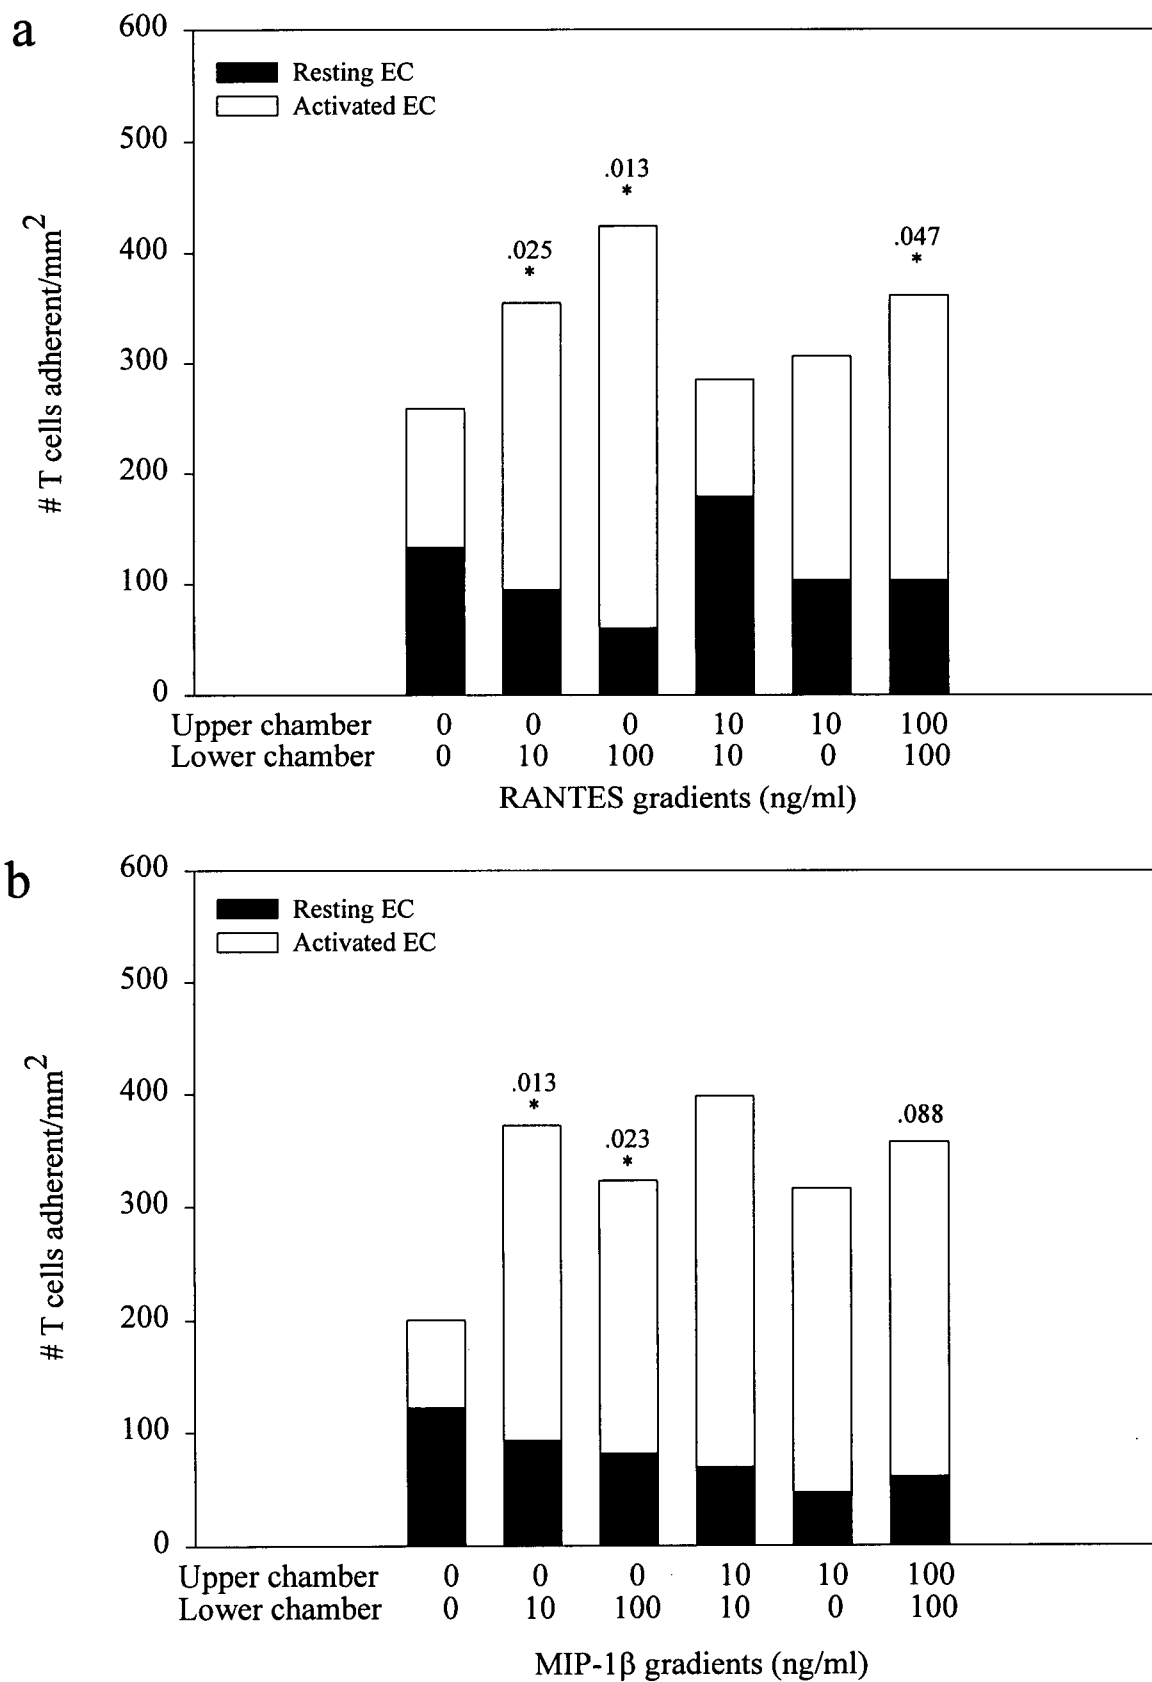 a
600
Resting EC
Activated EC
500
.013
*
400
.025
*
.047
*
300
200
100
0
# T cells adherent/mm2
Upper chamber 0 0 0 10 10 100
Lower chamber 0 10 100 10 0 100
RANTES gradients (ng/ml)
b
600
Resting EC
Activated EC
500
400
.013
*
.023
*
.088
300
200
100
0
# T cells adherent/mm2
Upper chamber 0 0 0 10 10 100
Lower chamber 0 10 100 10 0 100
MIP-1β gradients (ng/ml)